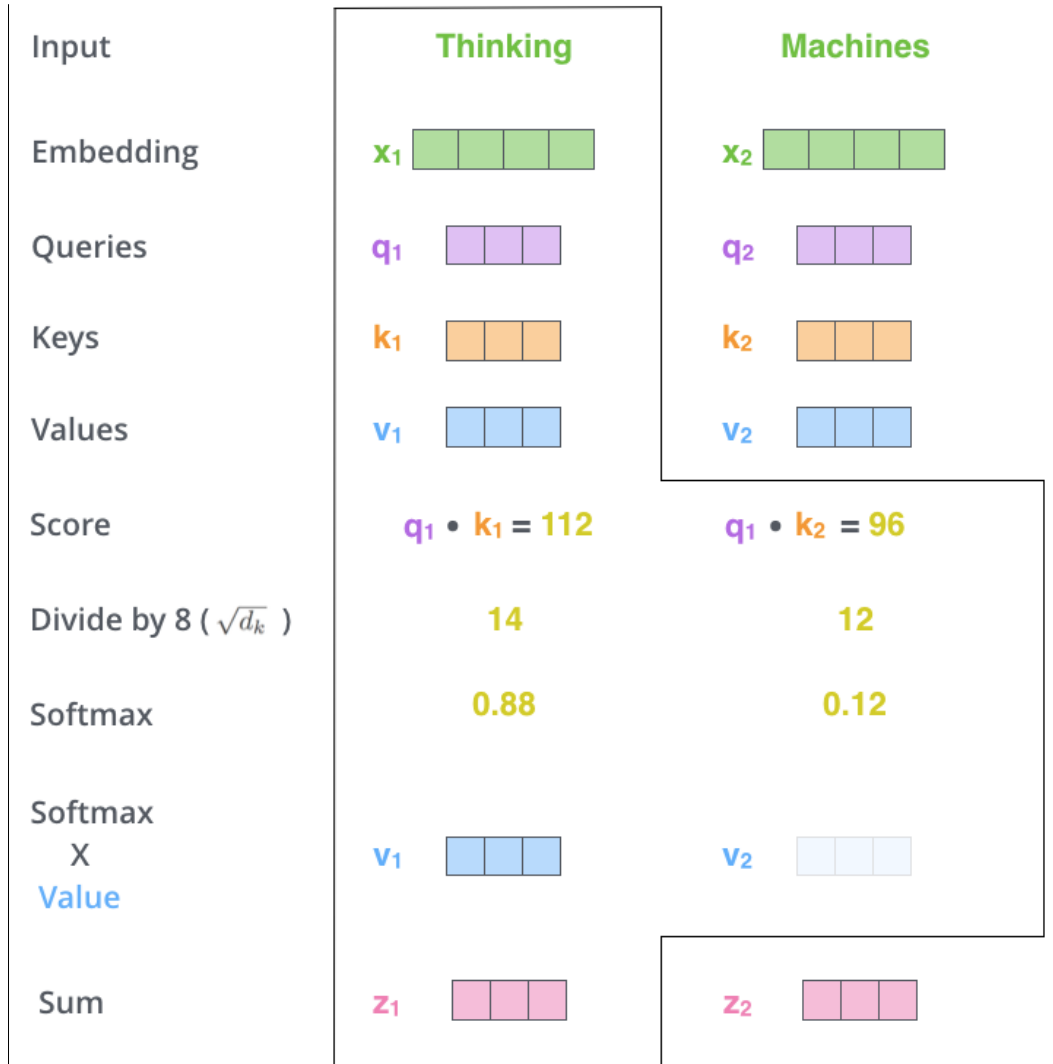 Input Thinking Machines
Embedding x₁ x₂
Queries q₁ q₂
Keys k₁ k₂
Values v₁ v₂
Score q₁ • k₁ = 112 q₁ • k₂ = 96
Divide by 8 ( √dₖ ) 14 12
Softmax 0.88 0.12
Softmax
X v₁ v₂
Value
Sum z₁ z₂